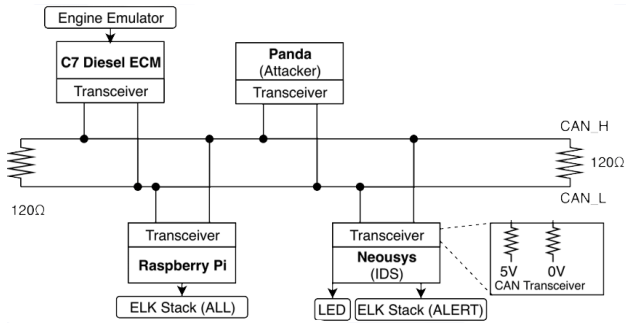 Engine Emulator
C7 Diesel ECM
Transceiver
Panda
(Attacker)
Transceiver
CAN_H
120Ω
CAN_L
120Ω
Transceiver
Raspberry Pi
ELK Stack (ALL)
Transceiver
Neousys
(IDS)
LED
ELK Stack (ALERT)
5V
0V
CAN Transceiver